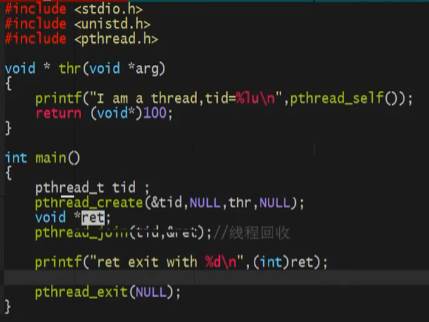 #include <stdio.h>
#include <unistd.h>
#include <pthread.h>
void * thr(void *arg)
{
printf("I am a thread,tid=%lu\n",pthread_self());
return (void*)100;
}
int main()
{
pthread_t tid ;
pthread_create(&tid,NULL,thr,NULL);
void *ret;
pthread_join(tid,&ret);//线程回收
printf("ret exit with %d\n",(int)ret);
pthread_exit(NULL);
}